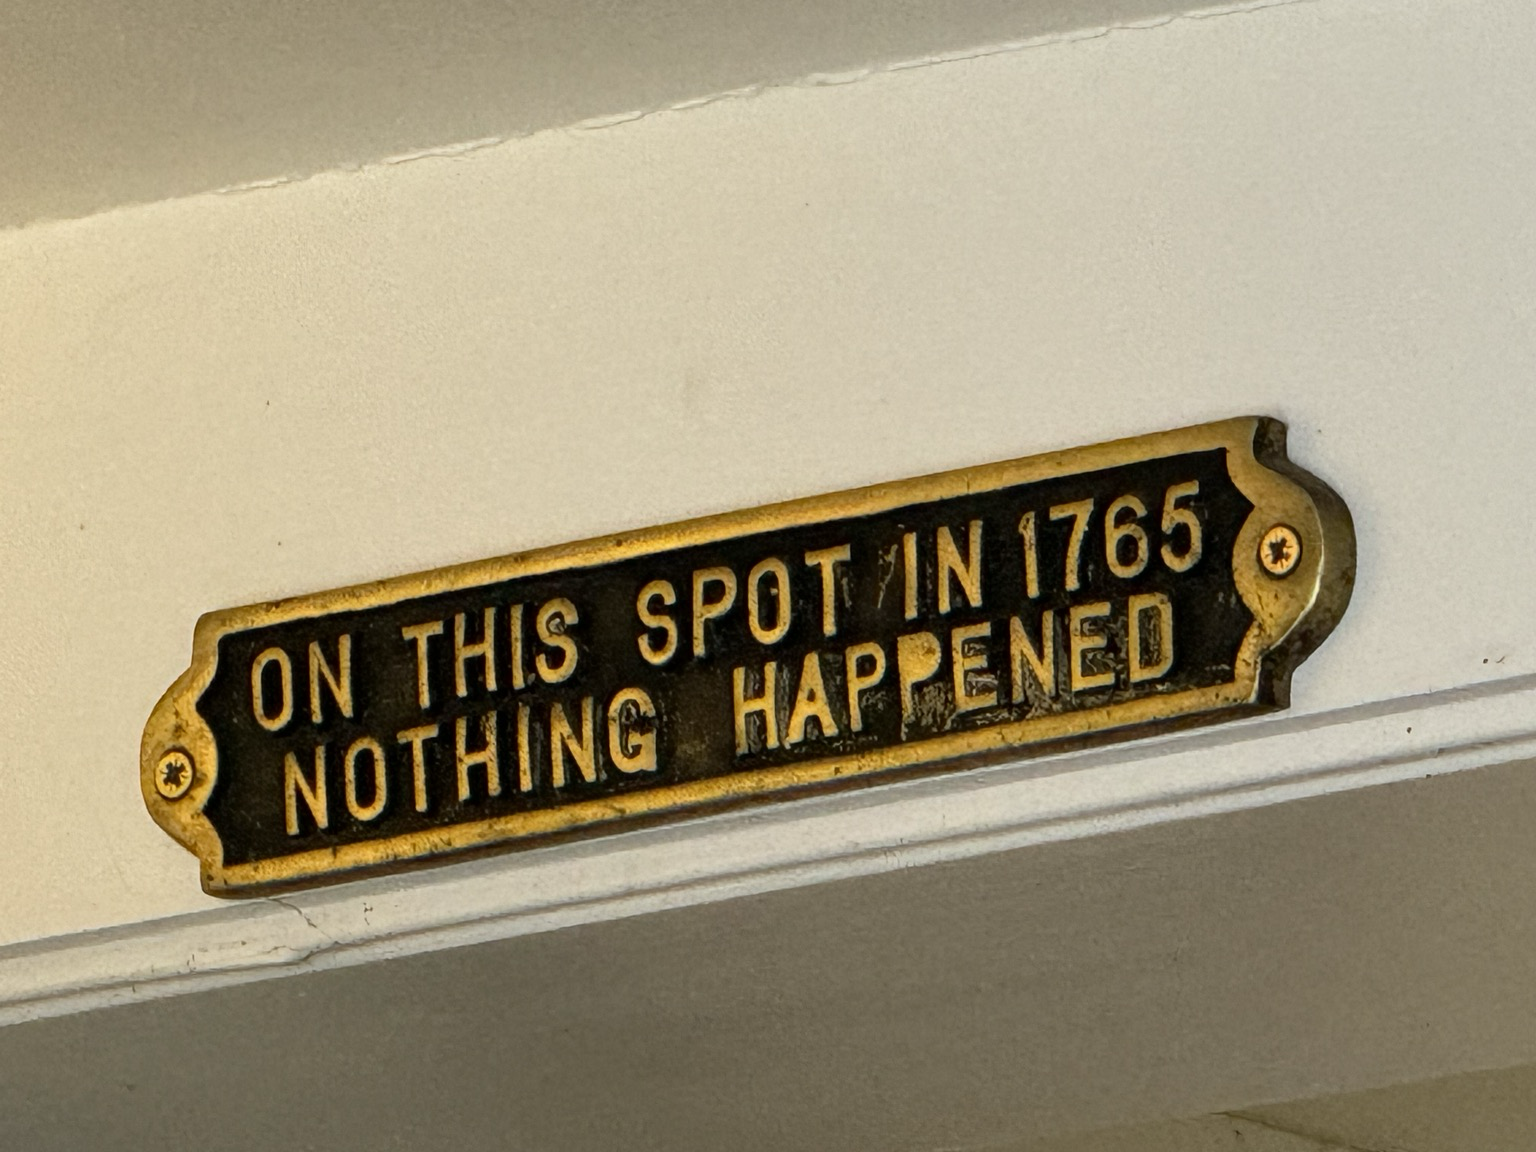 ON THIS SPOT IN 1765
NOTHING HAPPENED